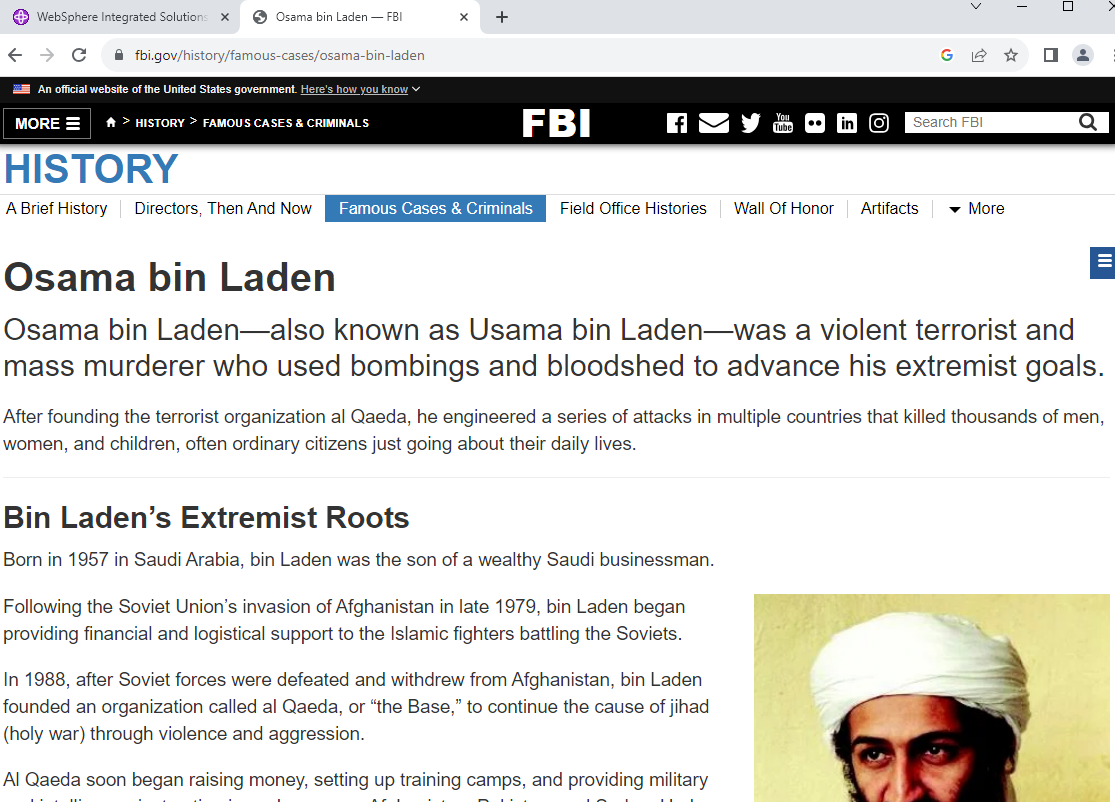 WebSphere Integrated Solutions
Osama bin Laden — FBI
fbi.gov/history/famous-cases/osama-bin-laden
An official website of the United States government. Here's how you know
MORE
> HISTORY > FAMOUS CASES & CRIMINALS
FBI
You
Tube
in
Search FBI
HISTORY
A Brief History
Directors, Then And Now
Famous Cases & Criminals
Field Office Histories
Wall Of Honor
Artifacts
More
Osama bin Laden
Osama bin Laden—also known as Usama bin Laden—was a violent terrorist and
mass murderer who used bombings and bloodshed to advance his extremist goals.
After founding the terrorist organization al Qaeda, he engineered a series of attacks in multiple countries that killed thousands of men,
women, and children, often ordinary citizens just going about their daily lives.
Bin Laden’s Extremist Roots
Born in 1957 in Saudi Arabia, bin Laden was the son of a wealthy Saudi businessman.
Following the Soviet Union’s invasion of Afghanistan in late 1979, bin Laden began
providing financial and logistical support to the Islamic fighters battling the Soviets.
In 1988, after Soviet forces were defeated and withdrew from Afghanistan, bin Laden
founded an organization called al Qaeda, or “the Base,” to continue the cause of jihad
(holy war) through violence and aggression.
Al Qaeda soon began raising money, setting up training camps, and providing military